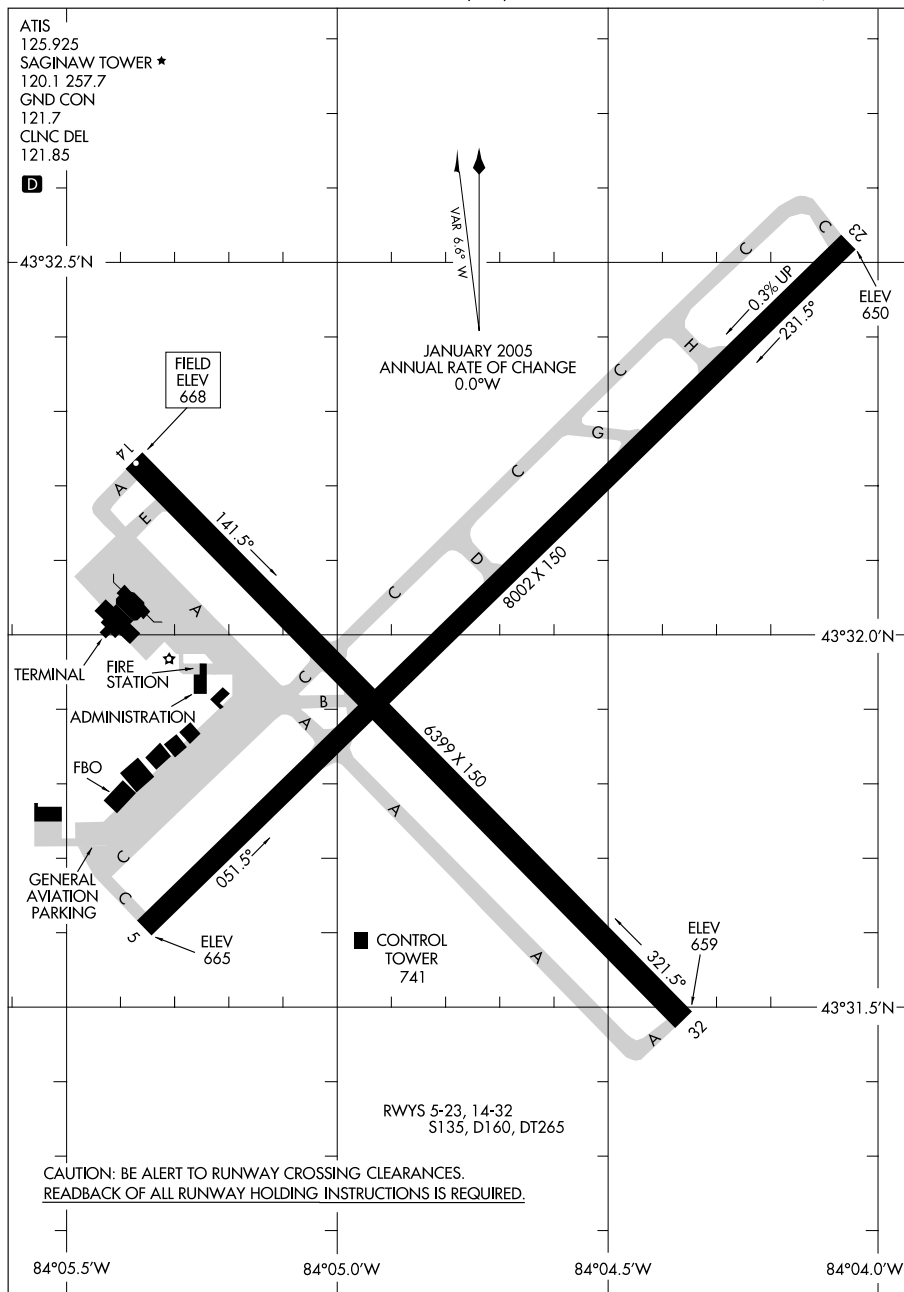 ATIS
125.925
SAGINAW TOWER ★
120.1 257.7
GND CON
121.7
CLNC DEL
121.85
D
VAR 6.6° W
JANUARY 2005
ANNUAL RATE OF CHANGE
0.0°W
43°32.5'N
C
C
23
ELEV
650
0.3% UP
231.5°
H
C
G
C
FIELD
ELEV
668
14
A
E
141.5°
D
8002 X 150
C
A
43°32.0'N
TERMINAL
FIRE
STATION
C
B
ADMINISTRATION
A
6399 X 150
FBO
A
C
051.5°
GENERAL
AVIATION
PARKING
C
5
ELEV
665
CONTROL
TOWER
741
A
321.5°
ELEV
659
43°31.5'N
A
32
RWYS 5-23, 14-32
S135, D160, DT265
CAUTION: BE ALERT TO RUNWAY CROSSING CLEARANCES.
READBACK OF ALL RUNWAY HOLDING INSTRUCTIONS IS REQUIRED.
84°05.5'W
84°05.0'W
84°04.5'W
84°04.0'W